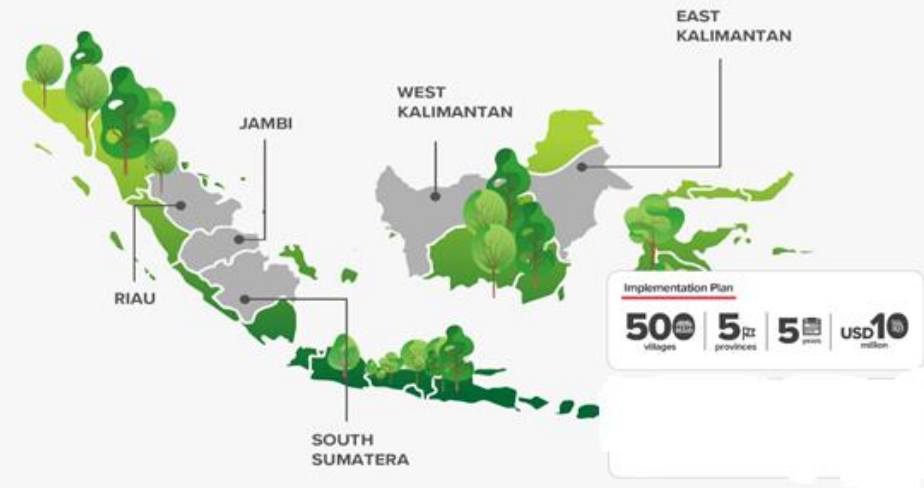 EAST
KALIMANTAN
WEST
KALIMANTAN
JAMBI
RIAU
SOUTH
SUMATERA
Implementation Plan
500 villages
5 provinces
5 years
USD10 million